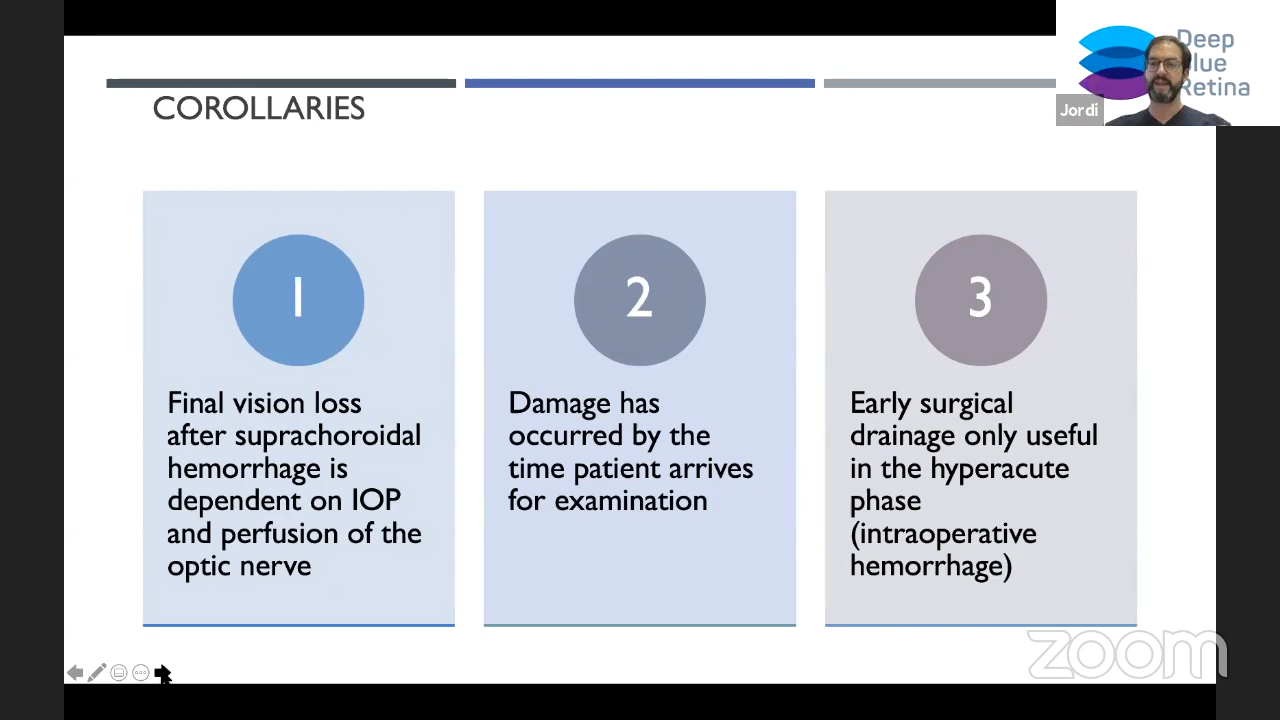 COROLLARIES
Deep
Blue
Retina
Jordi
1
Final vision loss
after suprachoroidal
hemorrhage is
dependent on IOP
and perfusion of the
optic nerve
2
Damage has
occurred by the
time patient arrives
for examination
3
Early surgical
drainage only useful
in the hyperacute
phase
(intraoperative
hemorrhage)
zoom